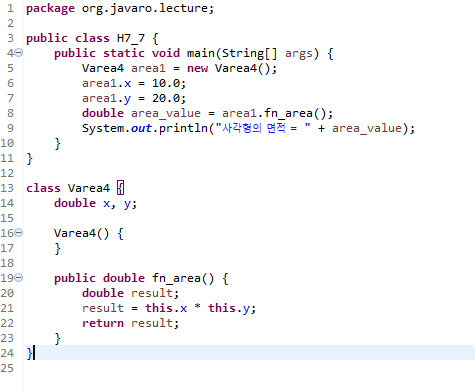 1 package org.javaro.lecture;
2
3 public class H7_7 {
4     public static void main(String[] args) {
5         Varea4 area1 = new Varea4();
6         area1.x = 10.0;
7         area1.y = 20.0;
8         double area_value = area1.fn_area();
9         System.out.println("사각형의 면적 = " + area_value);
10     }
11 }
12
13 class Varea4 {
14     double x, y;
15
16     Varea4() {
17     }
18
19     public double fn_area() {
20         double result;
21         result = this.x * this.y;
22         return result;
23     }
24 }
25